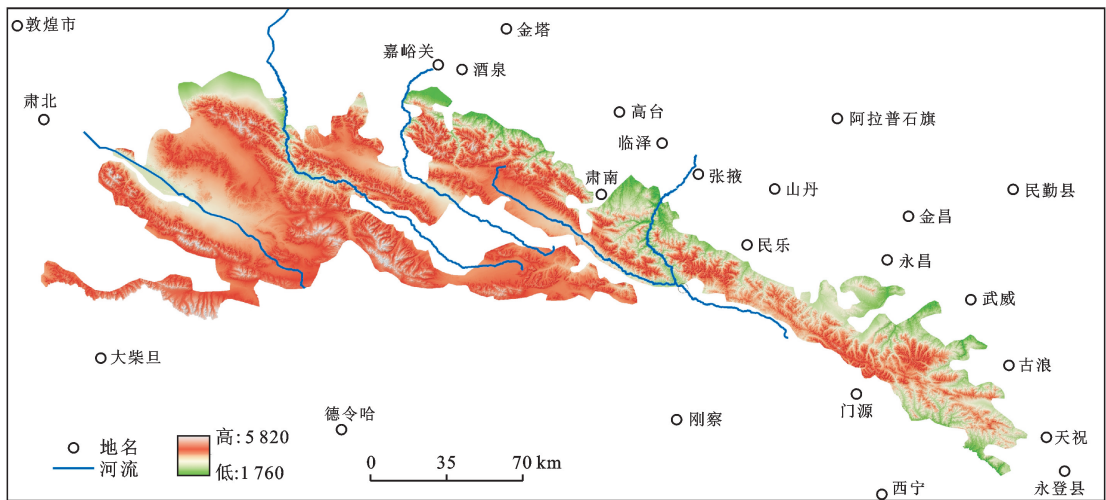 敦煌市
金塔
嘉峪关
酒泉
肃北
高台
阿拉普石旗
临泽
张掖
肃南
山丹
民勤县
金昌
民乐
永昌
武威
大柴旦
古浪
门源
德令哈
刚察
天祝
永登县
西宁
地名
河流
高:5 820
低:1 760
0 35 70 km